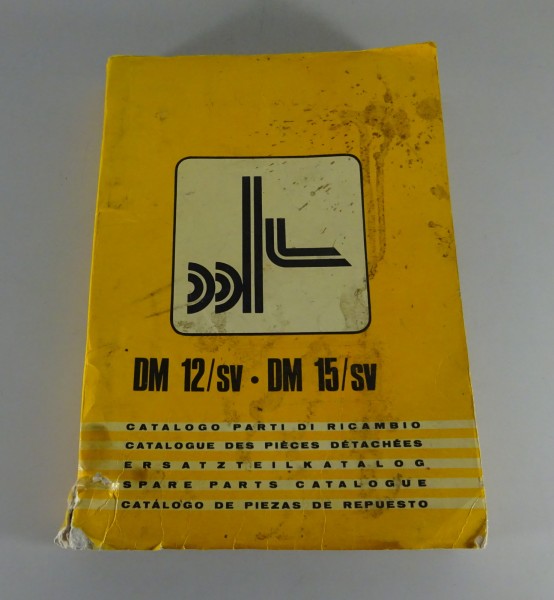 DM 12/SV • DM 15/SV
CATALOGO PARTI DI RICAMBIO
CATALOGUE DES PIÈCES DÉTACHÉES
ERSATZTEILKATALOG
SPARE PARTS CATALOGUE
CATÁLOGO DE PIEZAS DE REPUESTO